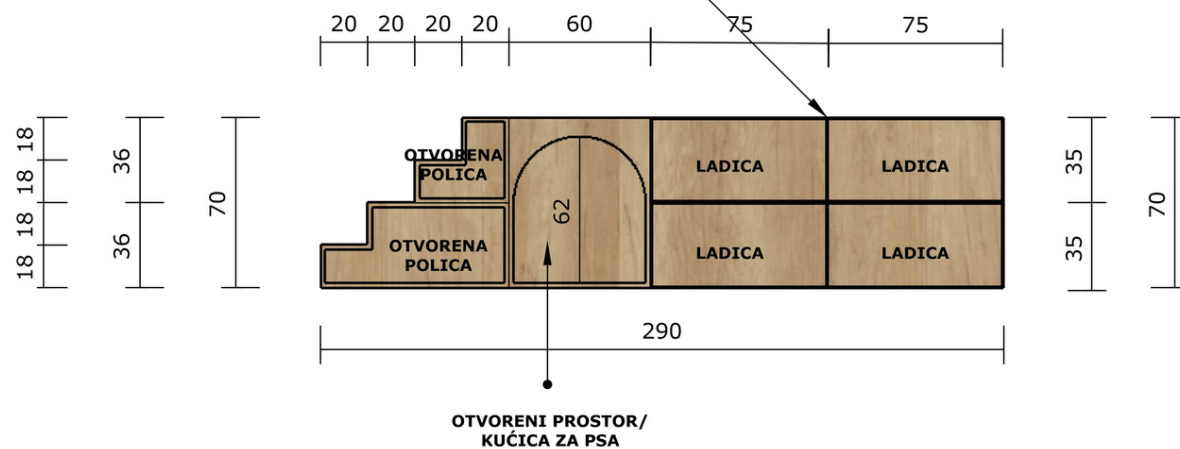 20 20 20 20 60 75 75
18
18
18
18
36
36
70
OTVORENA
POLICA
OTVORENA
POLICA
62
LADICA
LADICA
LADICA
LADICA
35
35
70
290
OTVORENI PROSTOR/
KUĆICA ZA PSA